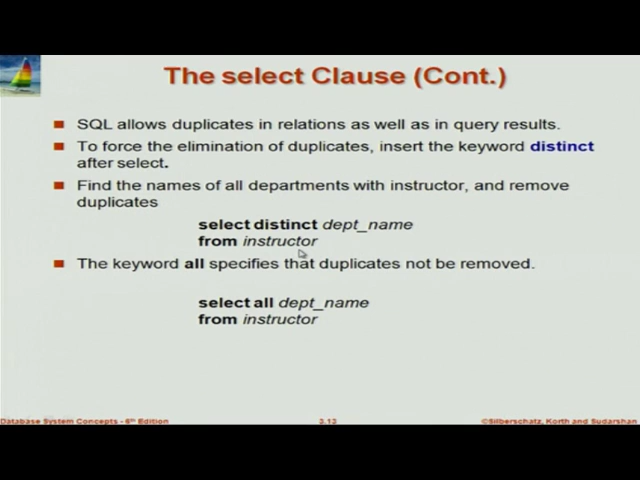 The select Clause (Cont.)
SQL allows duplicates in relations as well as in query results.
To force the elimination of duplicates, insert the keyword distinct
after select.
Find the names of all departments with instructor, and remove
duplicates
select distinct dept_name
from instructor
The keyword all specifies that duplicates not be removed.
select all dept_name
from instructor
Database System Concepts - 6th Edition
3.13
©Silberschatz, Korth and Sudarshan